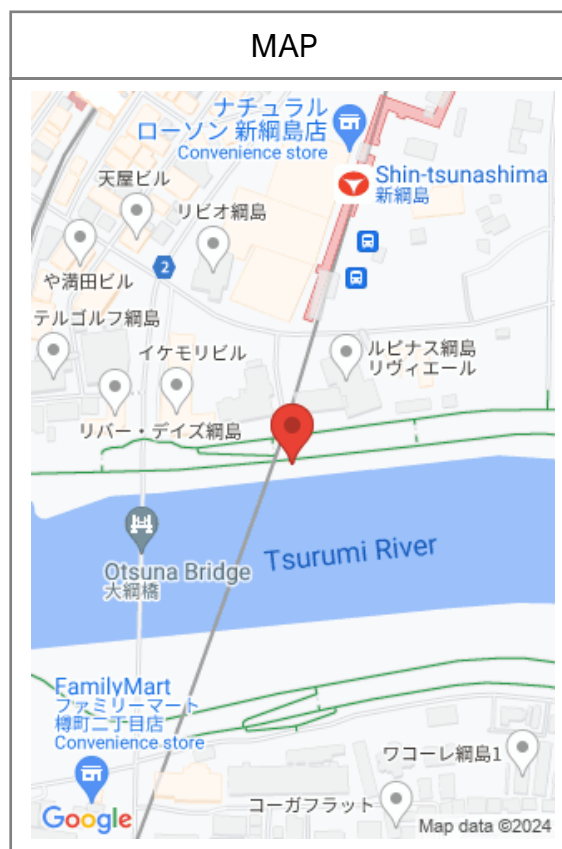 MAP
ナチュラル
ローソン 新綱島店
Convenience store
Shin-tsunashima
新綱島
天屋ビル
リビオ綱島
2
や満田ビル
テルゴルフ綱島
イケモリビル
ルピナス綱島
リヴィエール
リバー・デイズ綱島
Tsurumi River
Otsuna Bridge
大綱橋
FamilyMart
ファミリーマート
樽町二丁目店
Convenience store
ワコーレ綱島1
コーガフラット
Google
Map data ©2024